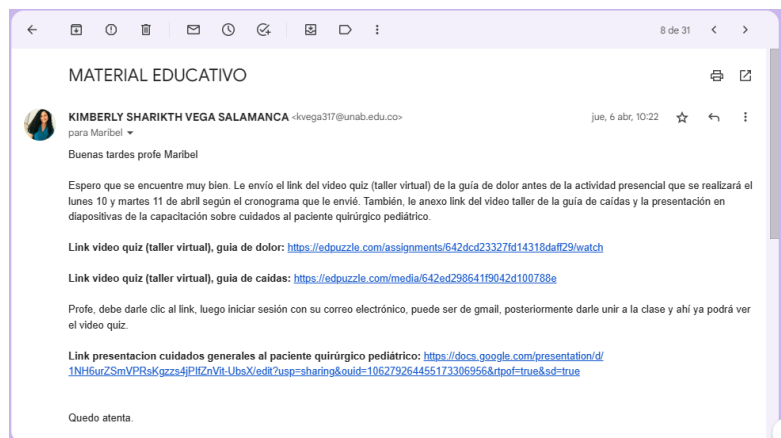 8 de 31
MATERIAL EDUCATIVO
KIMBERLY SHARIKTH VEGA SALAMANCA <kvega317@unab.edu.co> jue, 6 abr, 10:22
para Maribel
Buenas tardes profe Maribel
Espero que se encuentre muy bien. Le envío el link del video quiz (taller virtual) de la guía de dolor antes de la actividad presencial que se realizará el
lunes 10 y martes 11 de abril según el cronograma que le envié. También, le anexo link del video taller de la guía de caídas y la presentación en
diapositivas de la capacitación sobre cuidados al paciente quirúrgico pediátrico.
Link video quiz (taller virtual), guia de dolor: https://edpuzzle.com/assignments/642dcd23327fd14318daff29/watch
Link video quiz (taller virtual), guia de caídas: https://edpuzzle.com/media/642ed298641f9042d100788e
Profe, debe darle clic al link, luego iniciar sesión con su correo electrónico, puede ser de gmail, posteriormente darle unir a la clase y ahí ya podrá ver
el video quiz.
Link presentacion cuidados generales al paciente quirúrgico pediátrico: https://docs.google.com/presentation/d/
1NH6urZSmVPRsKgzzs4jPlfZnVit-UbsX/edit?usp=sharing&ouid=106279264455173306956&rtpof=true&sd=true
Quedo atenta.